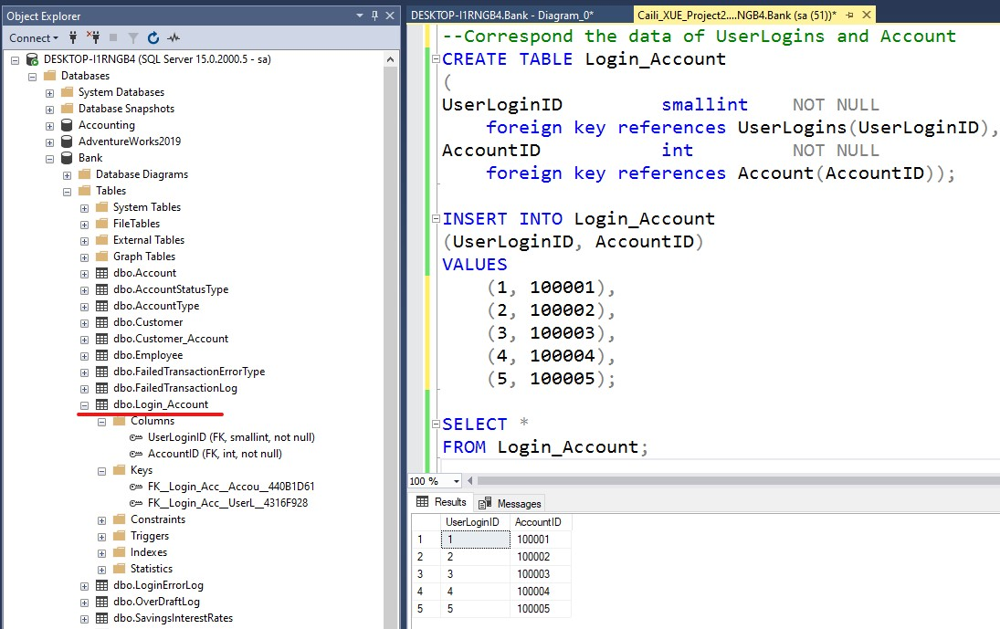 Object Explorer
Connect
DESKTOP-I1RNGB4 (SQL Server 15.0.2000.5 - sa)
Databases
System Databases
Database Snapshots
Accounting
AdventureWorks2019
Bank
Database Diagrams
Tables
System Tables
FileTables
External Tables
Graph Tables
dbo.Account
dbo.AccountStatusType
dbo.AccountType
dbo.Customer
dbo.Customer_Account
dbo.Employee
dbo.FailedTransactionErrorType
dbo.FailedTransactionLog
dbo.Login_Account
Columns
UserLoginID (FK, smallint, not null)
AccountID (FK, int, not null)
Keys
FK__Login_Acc__Accou__440B1D61
FK__Login_Acc__UserL__4316F928
Constraints
Triggers
Indexes
Statistics
dbo.LoginErrorLog
dbo.OverDraftLog
dbo.SavingsInterestRates
DESKTOP-I1RNGB4.Bank - Diagram_0*
Caili_XUE_Project2....NGB4.Bank (sa (51))*
--Correspond the data of UserLogins and Account
CREATE TABLE Login_Account
(
UserLoginID smallint NOT NULL
foreign key references UserLogins(UserLoginID),
AccountID int NOT NULL
foreign key references Account(AccountID));
INSERT INTO Login_Account
(UserLoginID, AccountID)
VALUES
(1, 100001),
(2, 100002),
(3, 100003),
(4, 100004),
(5, 100005);
SELECT *
FROM Login_Account;
100 %
Results Messages
UserLoginID AccountID
1 1 100001
2 2 100002
3 3 100003
4 4 100004
5 5 100005